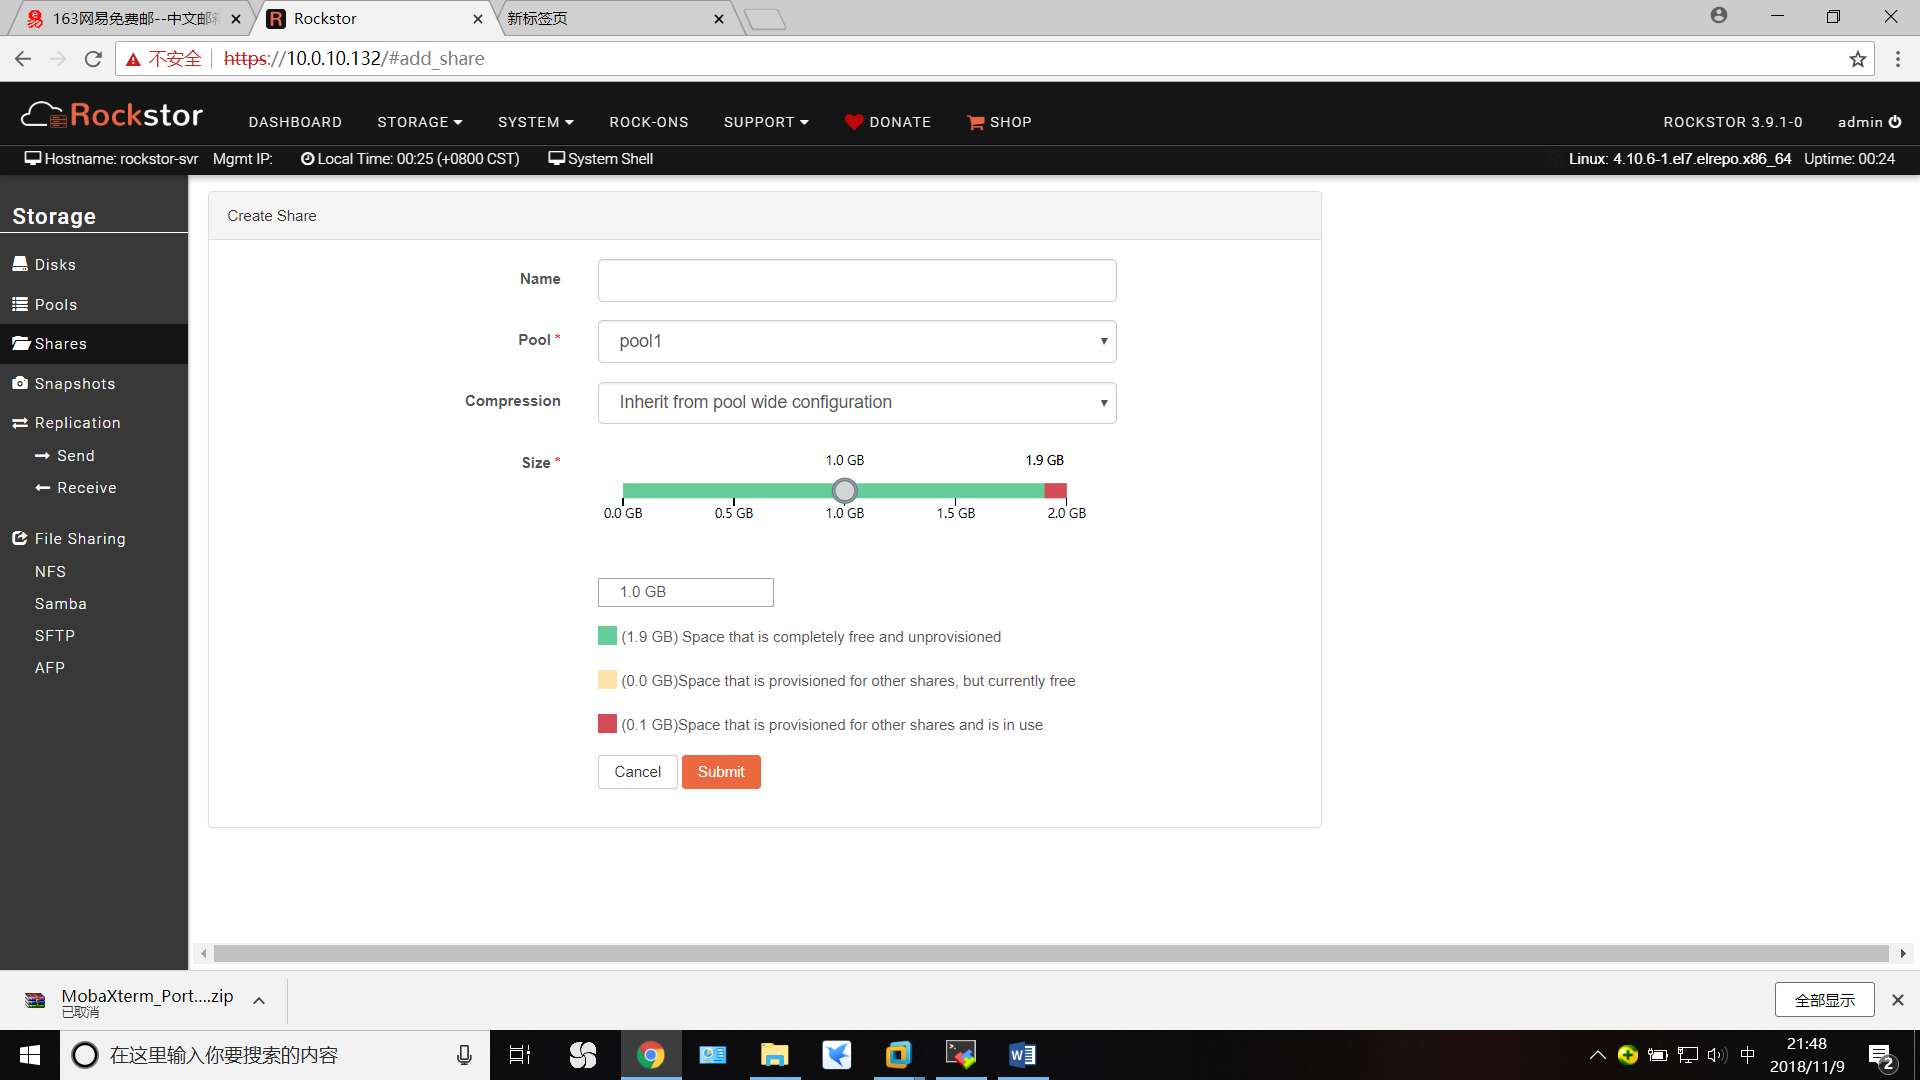 163网易免费邮--中文邮箱
Rockstor
新标签页
不安全 https://10.0.10.132/#add_share
Rockstor
DASHBOARD STORAGE SYSTEM ROCK-ONS SUPPORT DONATE SHOP
ROCKSTOR 3.9.1-0 admin
Hostname: rockstor-svr Mgmt IP: Local Time: 00:25 (+0800 CST) System Shell
Linux: 4.10.6-1.el7.elrepo.x86_64 Uptime: 00:24
Storage
Disks
Pools
Shares
Snapshots
Replication
Send
Receive
File Sharing
NFS
Samba
SFTP
AFP
Create Share
Name
Pool * pool1
Compression Inherit from pool wide configuration
Size * 1.0 GB 1.9 GB
0.0 GB 0.5 GB 1.0 GB 1.5 GB 2.0 GB
1.0 GB
(1.9 GB) Space that is completely free and unprovisioned
(0.0 GB)Space that is provisioned for other shares, but currently free
(0.1 GB)Space that is provisioned for other shares and is in use
Cancel Submit
MobaXterm_Port....zip
已取消
全部显示
在这里输入你要搜索的内容
中
21:48
2018/11/9
2